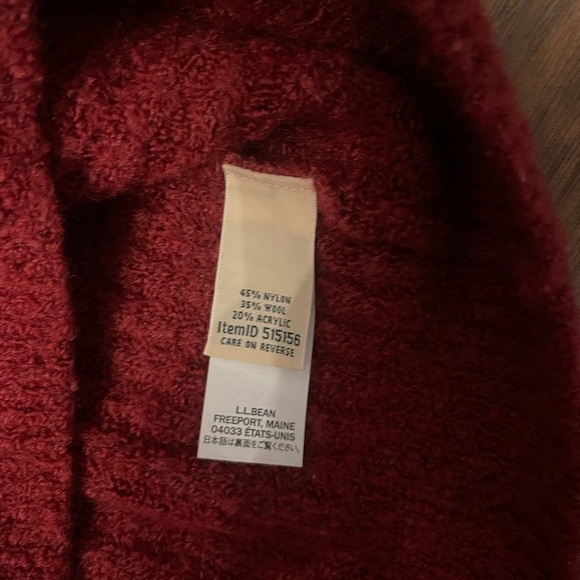 45% NYLON
35% WOOL
20% ACRYLIC
ItemID 515156
CARE ON REVERSE
L.L.BEAN
FREEPORT, MAINE
04033 ÉTATS-UNIS
日本語は裏面をご覧ください。